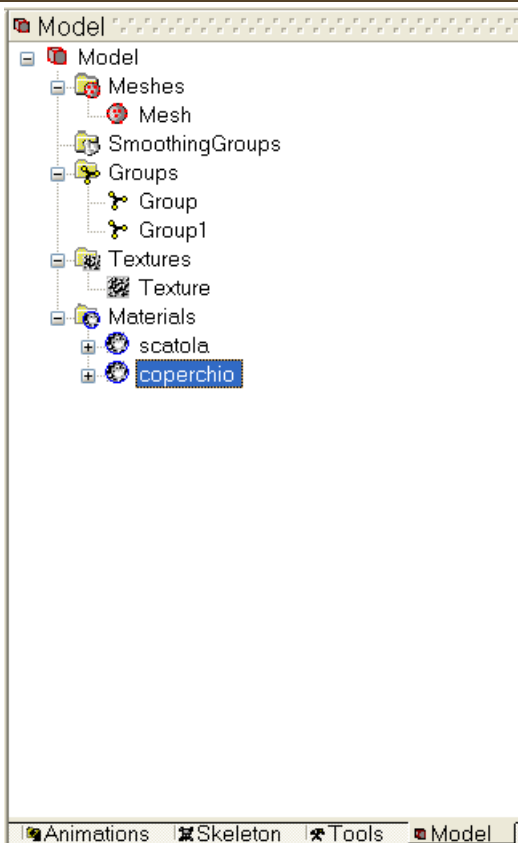 Model
Model
Meshes
Mesh
SmoothingGroups
Groups
Group
Group1
Textures
Texture
Materials
scatola
coperchio
Animations Skeleton Tools Model